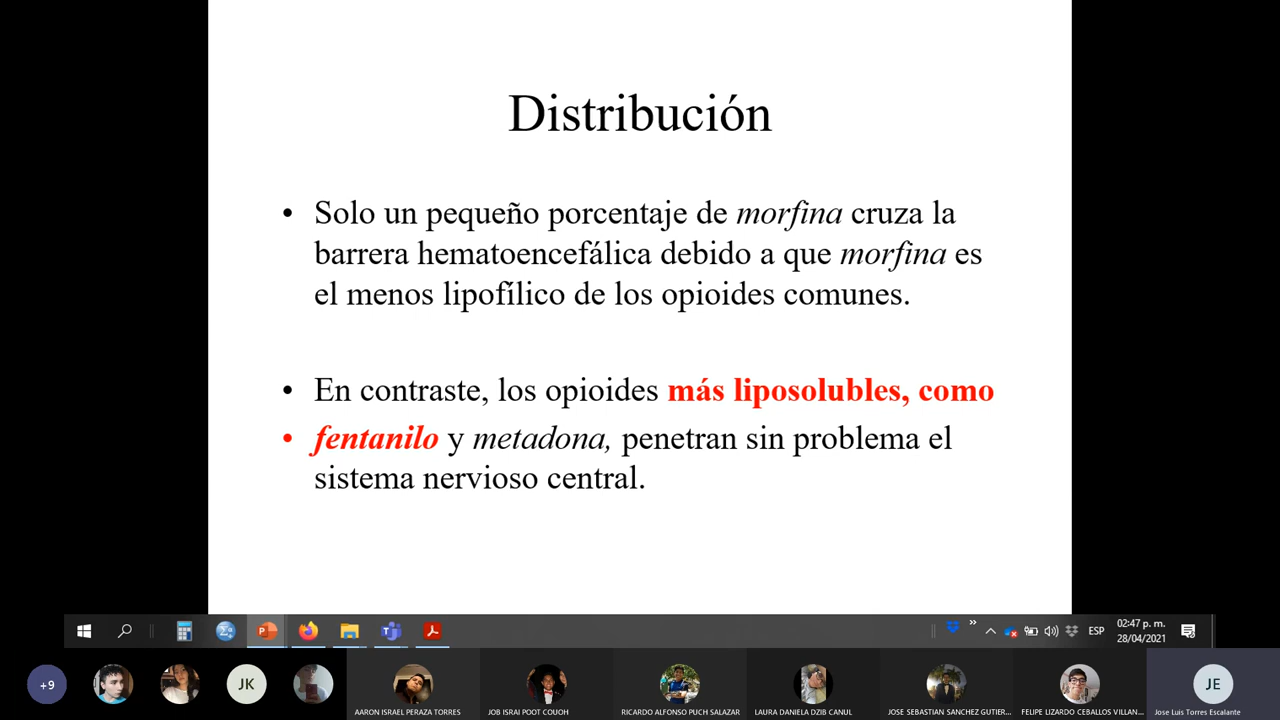 Distribución
• Solo un pequeño porcentaje de morfina cruza la
barrera hematoencefálica debido a que morfina es
el menos lipofílico de los opioides comunes.
• En contraste, los opioides más liposolubles, como
• fentanilo y metadona, penetran sin problema el
sistema nervioso central.
ESP
02:47 p. m.
28/04/2021
+9
JK
AARON ISRAEL PERAZA TORRES
JOB ISRAI POOT COUOH
RICARDO ALFONSO PUCH SALAZAR
LAURA DANIELA DZIB CANUL
JOSE SEBASTIAN SANCHEZ GUTIER...
FELIPE LIZARDO CEBALLOS VILLAN...
JE
Jose Luis Torres Escalante